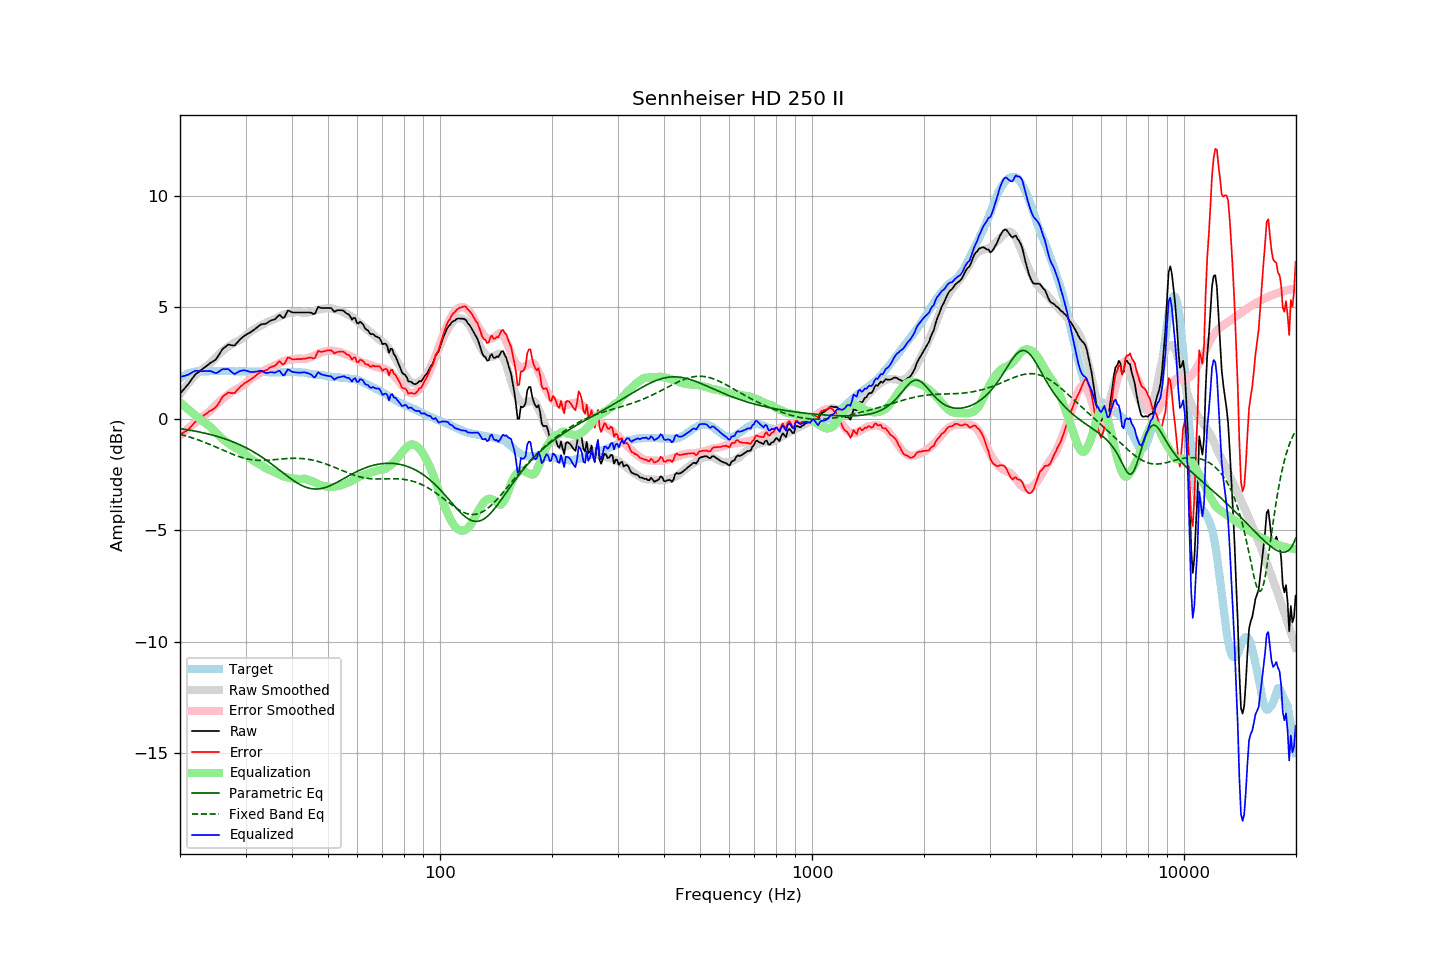 Sennheiser HD 250 II
Amplitude (dBr)
10
5
0
−5
−10
−15
Target
Raw Smoothed
Error Smoothed
Raw
Error
Equalization
Parametric Eq
Fixed Band Eq
Equalized
100
1000
10000
Frequency (Hz)